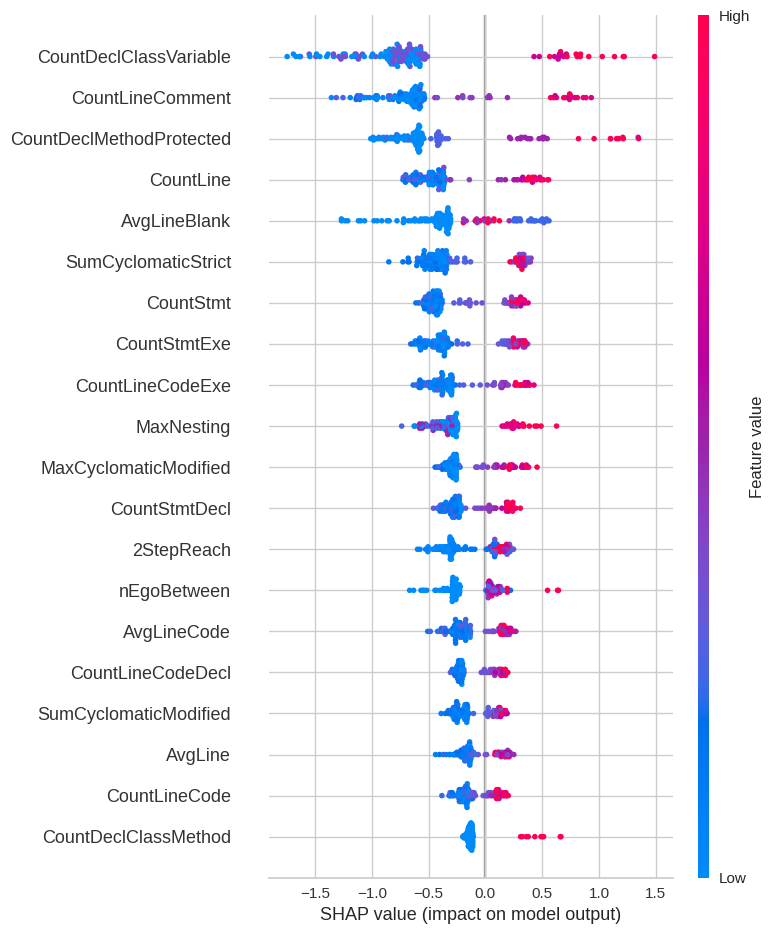 High
CountDeclClassVariable
CountLineComment
CountDeclMethodProtected
CountLine
AvgLineBlank
SumCyclomaticStrict
CountStmt
CountStmtExe
CountLineCodeExe
MaxNesting
MaxCyclomaticModified
CountStmtDecl
2StepReach
nEgoBetween
AvgLineCode
CountLineCodeDecl
SumCyclomaticModified
AvgLine
CountLineCode
CountDeclClassMethod
Feature value
Low
−1.5 −1.0 −0.5 0.0 0.5 1.0 1.5
SHAP value (impact on model output)